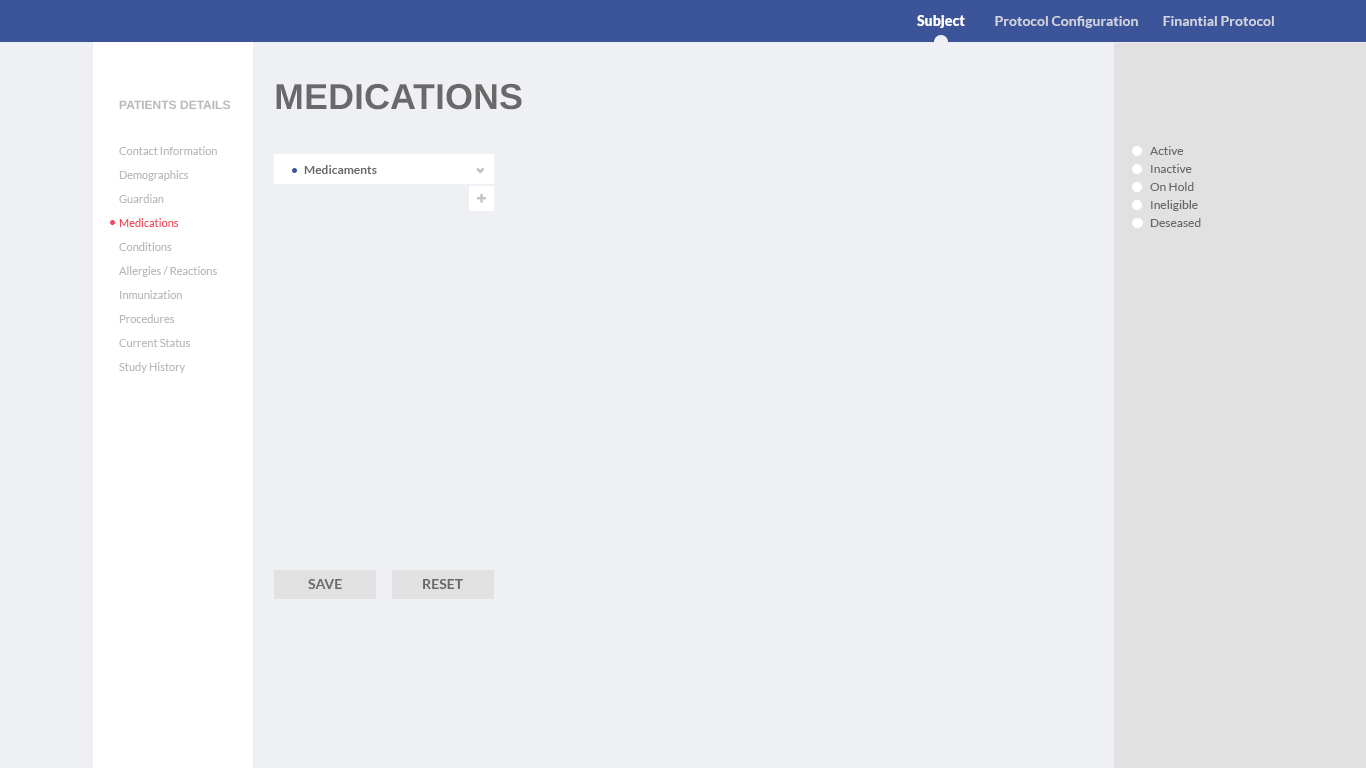 Subject Protocol Configuration Finantial Protocol
PATIENTS DETAILS
Contact Information
Demographics
Guardian
Medications
Conditions
Allergies / Reactions
Inmunization
Procedures
Current Status
Study History
MEDICATIONS
Medicaments
SAVE RESET
Active
Inactive
On Hold
Ineligible
Deseased